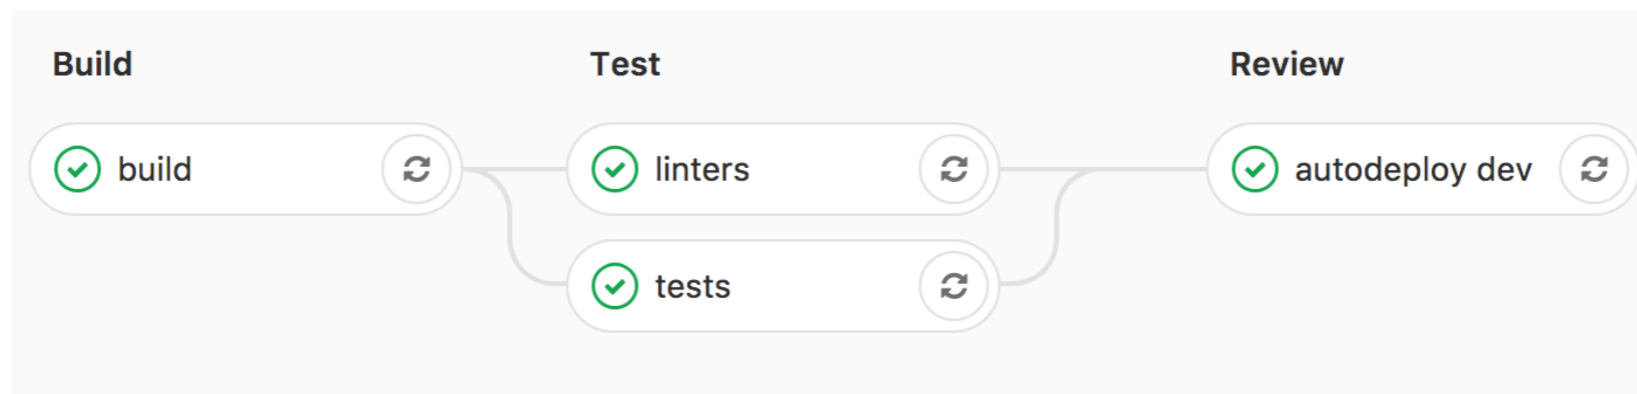 Build
Test
Review
build
linters
autodeploy dev
tests